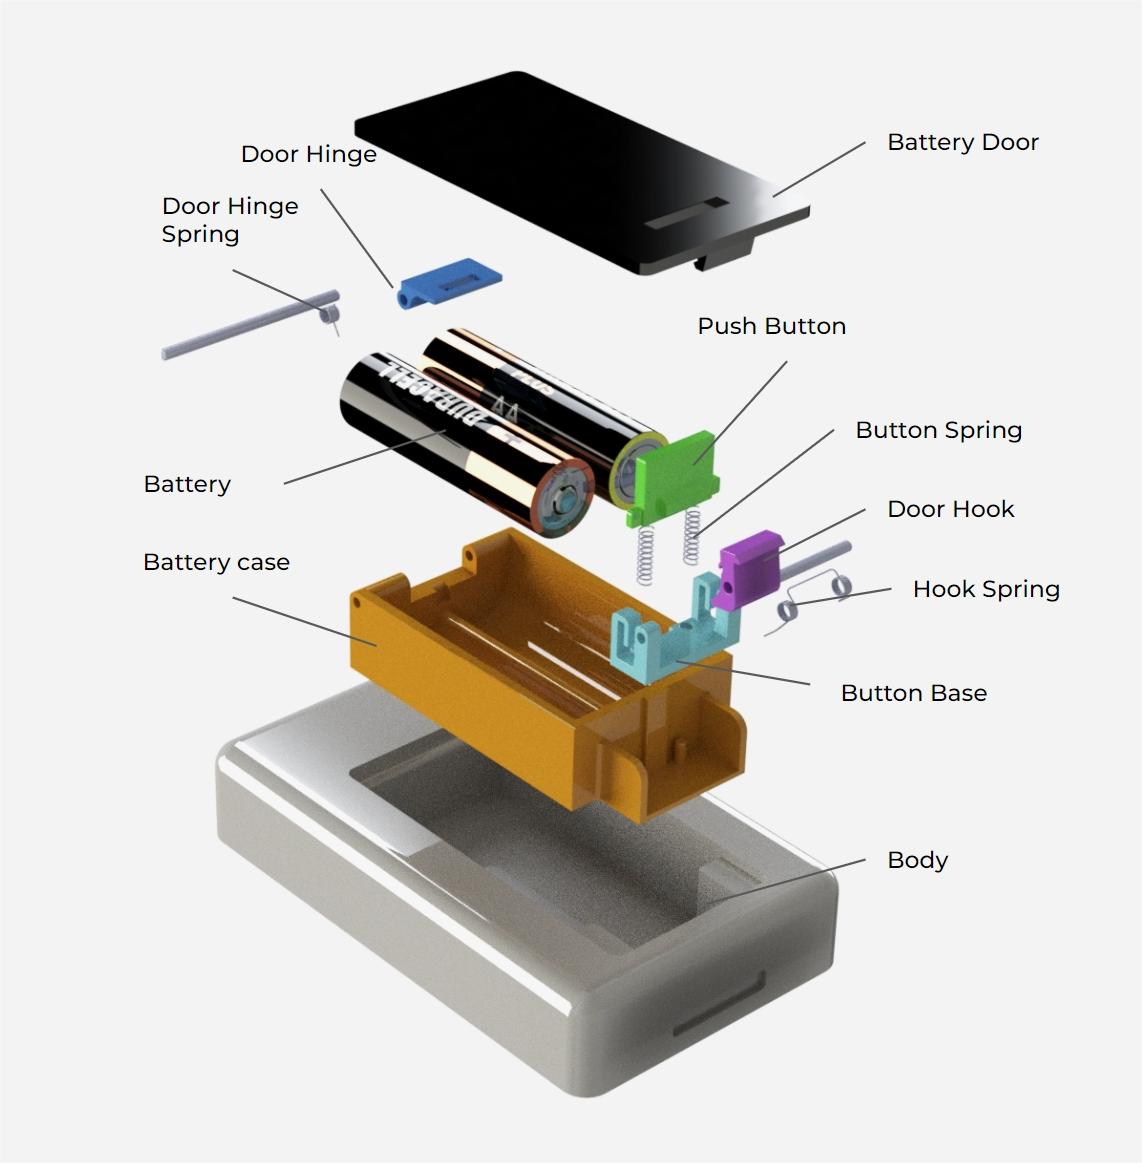 Battery Door
Door Hinge
Door Hinge
Spring
Push Button
DURACELL
PLUS
AA
Button Spring
Battery
Door Hook
Battery case
Hook Spring
Button Base
Body